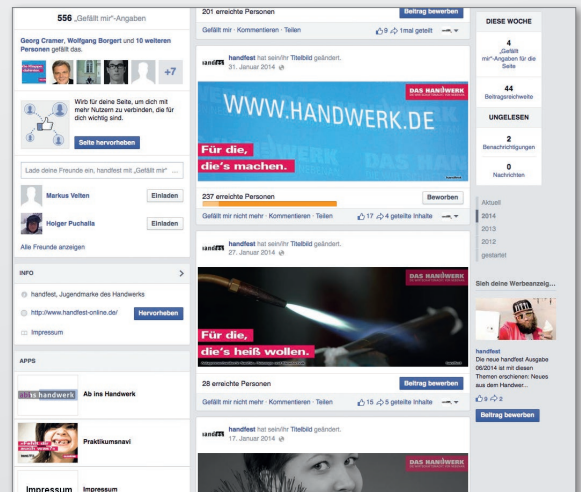 556 „Gefällt mir“-Angaben
Georg Cramer, Wolfgang Borgert und 10 weiteren
Personen gefällt das.
+7
Wirb für deine Seite, um dich mit
mehr Nutzern zu verbinden, die für
dich wichtig sind.
Seite hervorheben
Lade deine Freunde ein, handfest mit „Gefällt mir“ ...
Markus Velten
Einladen
Holger Puchalla
Einladen
Alle Freunde anzeigen
INFO
handfest, Jugendmarke des Handwerks
http://www.handfest-online.de/
Hervorheben
Impressum
APPS
ab ins handwerk
Ab ins Handwerk
Praktikumsnavi
Impressum
Impressum
201 erreichte Personen
Beitrag bewerben
Gefällt mir · Kommentieren · Teilen
9
1mal geteilt
handfest hat sein/ihr Titelbild geändert.
31. Januar 2014
DAS HANDWERK
WWW.HANDWERK.DE
Für die,
die's machen.
237 erreichte Personen
Beworben
Gefällt mir nicht mehr · Kommentieren · Teilen
17
4 geteilte Inhalte
handfest hat sein/ihr Titelbild geändert.
27. Januar 2014
DAS HANDWERK
Für die,
die's heiß wollen.
28 erreichte Personen
Beitrag bewerben
Gefällt mir nicht mehr · Kommentieren · Teilen
15
5 geteilte Inhalte
handfest hat sein/ihr Titelbild geändert.
17. Januar 2014
DAS HANDWERK
DIESE WOCHE
4
„Gefällt
mir“-Angaben für die
Seite
44
Beitragsreichweite
UNGELESEN
2
Benachrichtigungen
0
Nachrichten
Aktuell
2014
2013
2012
gestartet
Sieh deine Werbeanzeig...
handfest
Die neue handfest Ausgabe
06/2014 ist mit diesen
Themen erschienen: Neues
aus dem Handwer...
9
2
Beitrag bewerben